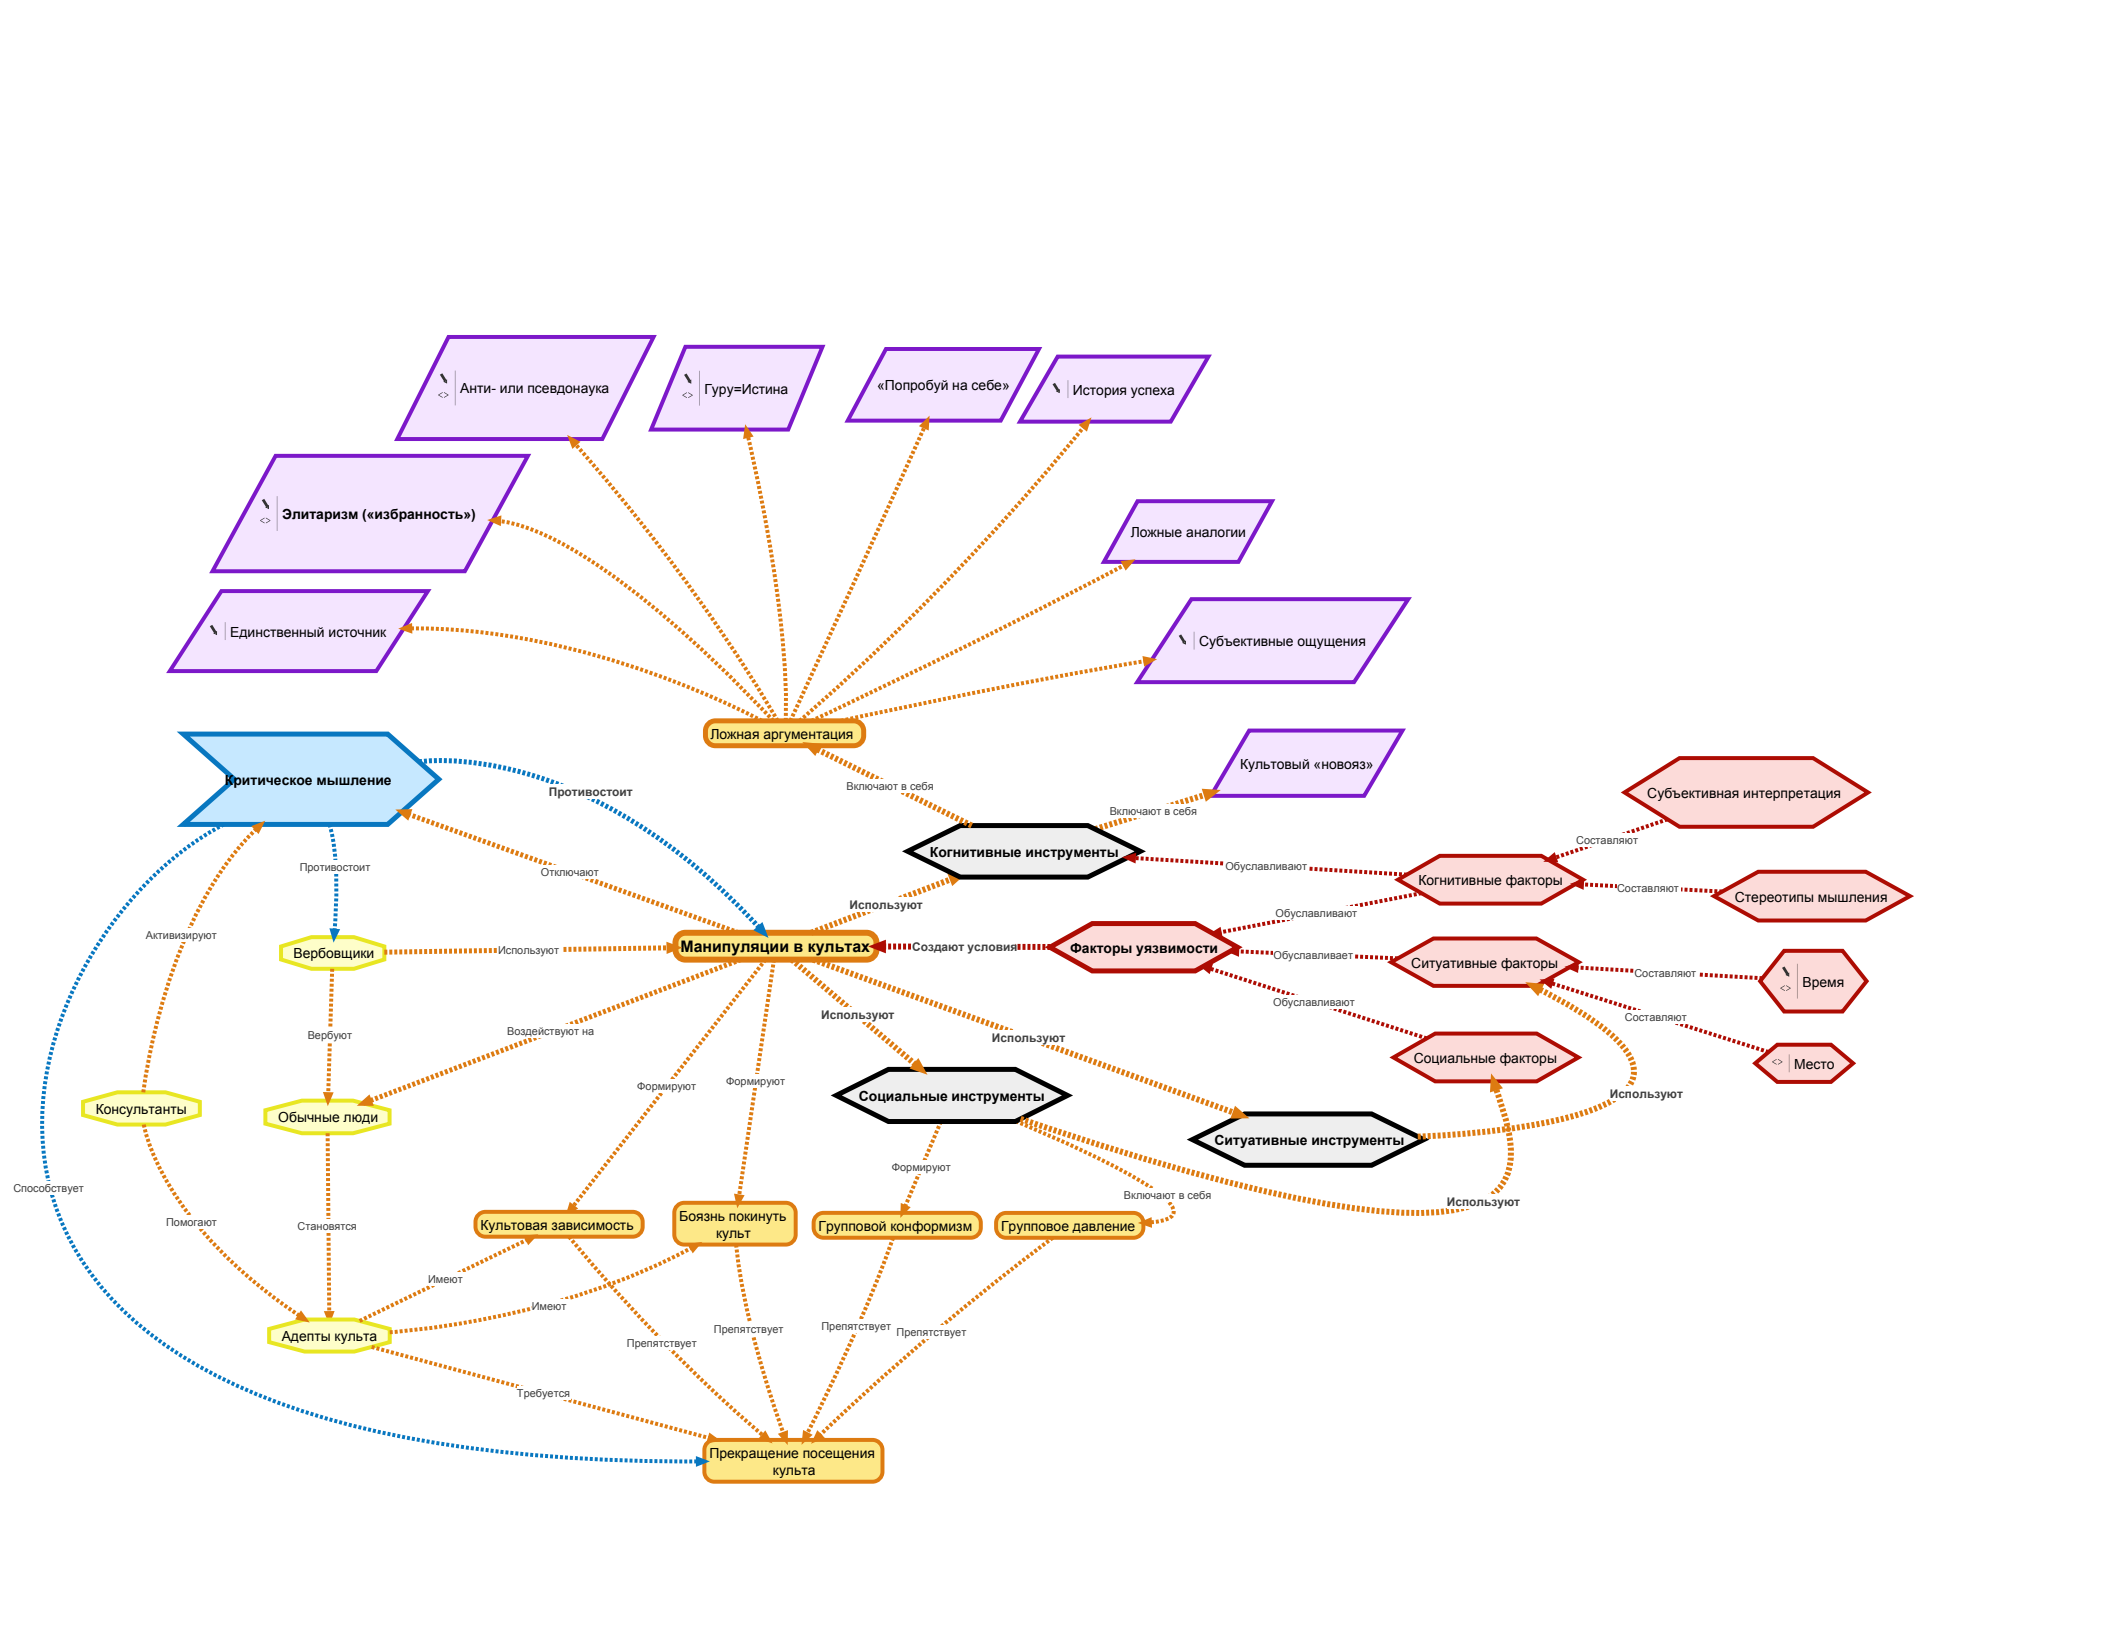 Анти- или псевдонаука
<>
Гуру=Истина
<>
«Попробуй на себе»
История успеха
Элитаризм («избранность»)
<>
Ложные аналогии
Единственный источник
Субъективные ощущения
Ложная аргументация
Культовый «новояз»
Критическое мышление
Противостоит
Включают в себя
Включают в себя
Субъективная интерпретация
Составляют
Когнитивные инструменты
Обуславливают
Когнитивные факторы
Составляют
Стереотипы мышления
Противостоит
Отключают
Используют
Обуславливают
Активизируют
Вербовщики
Используют
Манипуляции в культах
Создают условия
Факторы уязвимости
Обуславливает
Ситуативные факторы
Составляют
<>
Время
Обуславливают
Составляют
Вербуют
Воздействуют на
Используют
Используют
Социальные факторы
<>
Место
Формируют
Формируют
Консультанты
Обычные люди
Социальные инструменты
Используют
Ситуативные инструменты
Формируют
Способствует
Включают в себя
Используют
Помогают
Становятся
Культовая зависимость
Боязнь покинуть
культ
Групповой конформизм
Групповое давление
Имеют
Имеют
Адепты культа
Препятствует
Препятствует
Препятствует
Препятствует
Требуется
Прекращение посещения
культа